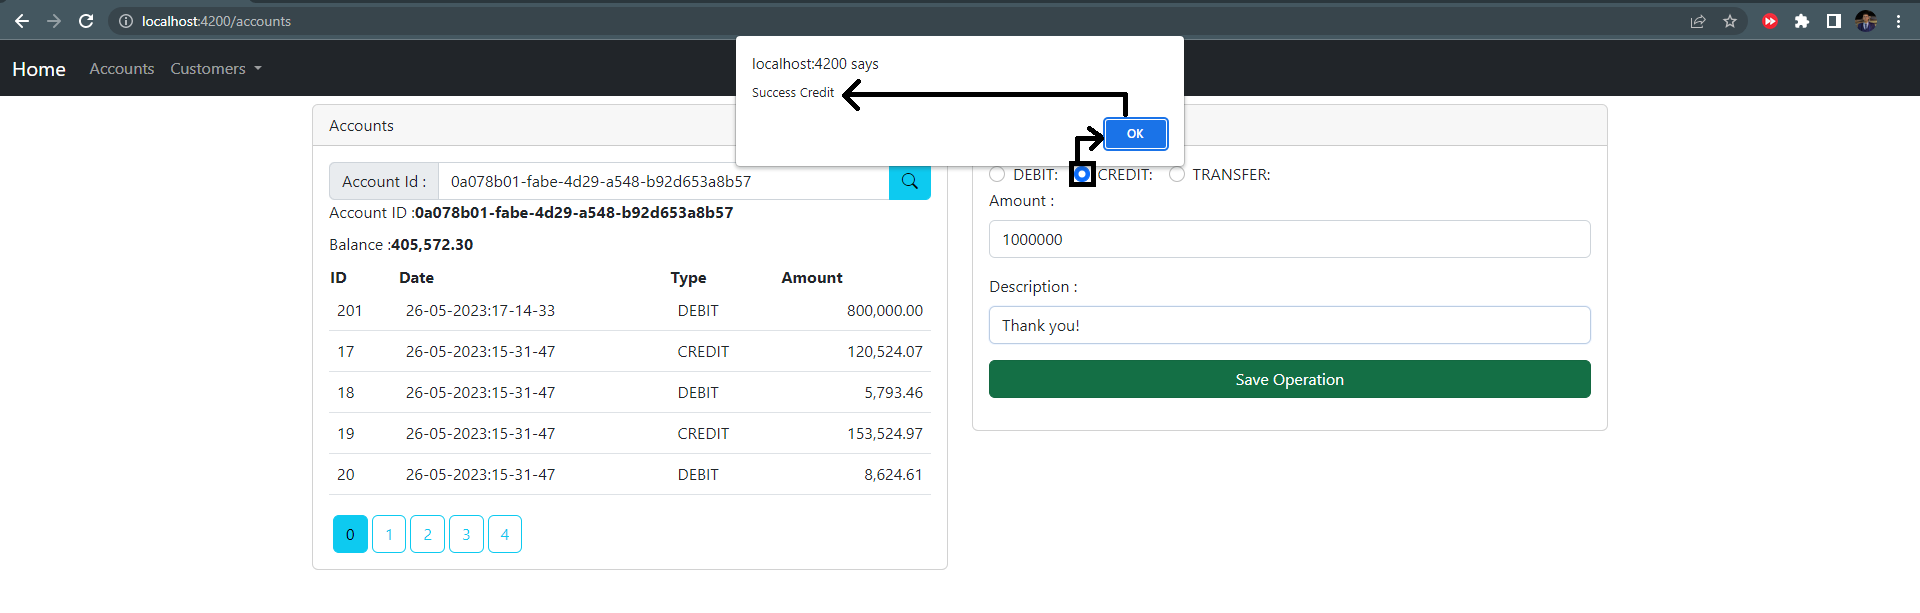 localhost:4200/accounts
Home Accounts Customers
localhost:4200 says
Success Credit
OK
Accounts
Account Id : 0a078b01-fabe-4d29-a548-b92d653a8b57
Account ID :0a078b01-fabe-4d29-a548-b92d653a8b57
Balance :405,572.30
ID Date Type Amount
201 26-05-2023:17-14-33 DEBIT 800,000.00
17 26-05-2023:15-31-47 CREDIT 120,524.07
18 26-05-2023:15-31-47 DEBIT 5,793.46
19 26-05-2023:15-31-47 CREDIT 153,524.97
20 26-05-2023:15-31-47 DEBIT 8,624.61
0 1 2 3 4
DEBIT: CREDIT: TRANSFER:
Amount :
1000000
Description :
Thank you!
Save Operation